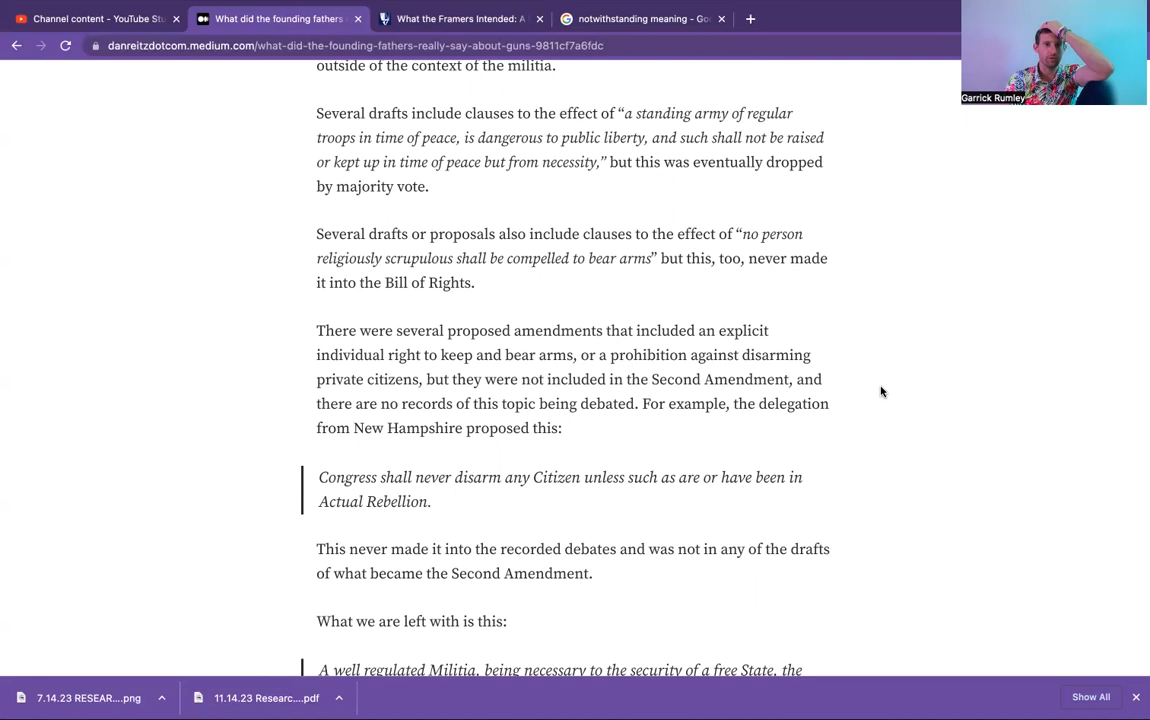 Channel content - YouTube Stu
What did the founding fathers
What the Framers Intended: A
notwithstanding meaning - Goo
danreitzdotcom.medium.com/what-did-the-founding-fathers-really-say-about-guns-9811cf7a6fdc
Garrick Rumley
outside of the context of the militia.
Several drafts include clauses to the effect of “a standing army of regular
troops in time of peace, is dangerous to public liberty, and such shall not be raised
or kept up in time of peace but from necessity,” but this was eventually dropped
by majority vote.
Several drafts or proposals also include clauses to the effect of “no person
religiously scrupulous shall be compelled to bear arms” but this, too, never made
it into the Bill of Rights.
There were several proposed amendments that included an explicit
individual right to keep and bear arms, or a prohibition against disarming
private citizens, but they were not included in the Second Amendment, and
there are no records of this topic being debated. For example, the delegation
from New Hampshire proposed this:
Congress shall never disarm any Citizen unless such as are or have been in
Actual Rebellion.
This never made it into the recorded debates and was not in any of the drafts
of what became the Second Amendment.
What we are left with is this:
A well regulated Militia, being necessary to the security of a free State, the
7.14.23 RESEAR....png
11.14.23 Researc....pdf
Show All